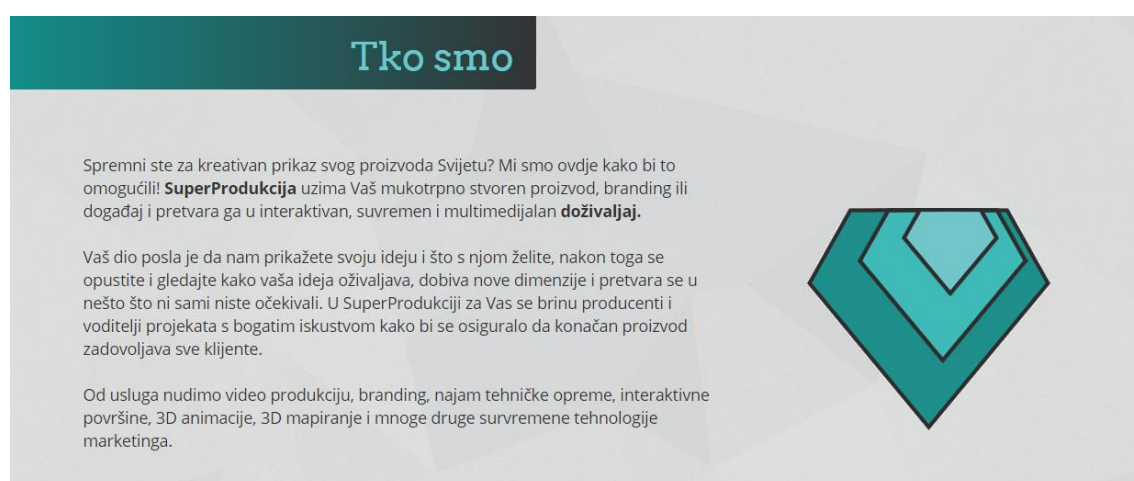 Tko smo
Spremni ste za kreativan prikaz svog proizvoda Svijetu? Mi smo ovdje kako bi to
omogućili! SuperProdukcija uzima Vaš mukotrpno stvoren proizvod, branding ili
događaj i pretvara ga u interaktivan, suvremen i multimedijalan doživaljaj.
Vaš dio posla je da nam prikažete svoju ideju i što s njom želite, nakon toga se
opustite i gledajte kako vaša ideja oživaljava, dobiva nove dimenzije i pretvara se u
nešto što ni sami niste očekivali. U SuperProdukciji za Vas se brinu producenti i
voditelji projekata s bogatim iskustvom kako bi se osiguralo da konačan proizvod
zadovoljava sve klijente.
Od usluga nudimo video produkciju, branding, najam tehničke opreme, interaktivne
površine, 3D animacije, 3D mapiranje i mnoge druge survremene tehnologije
marketinga.